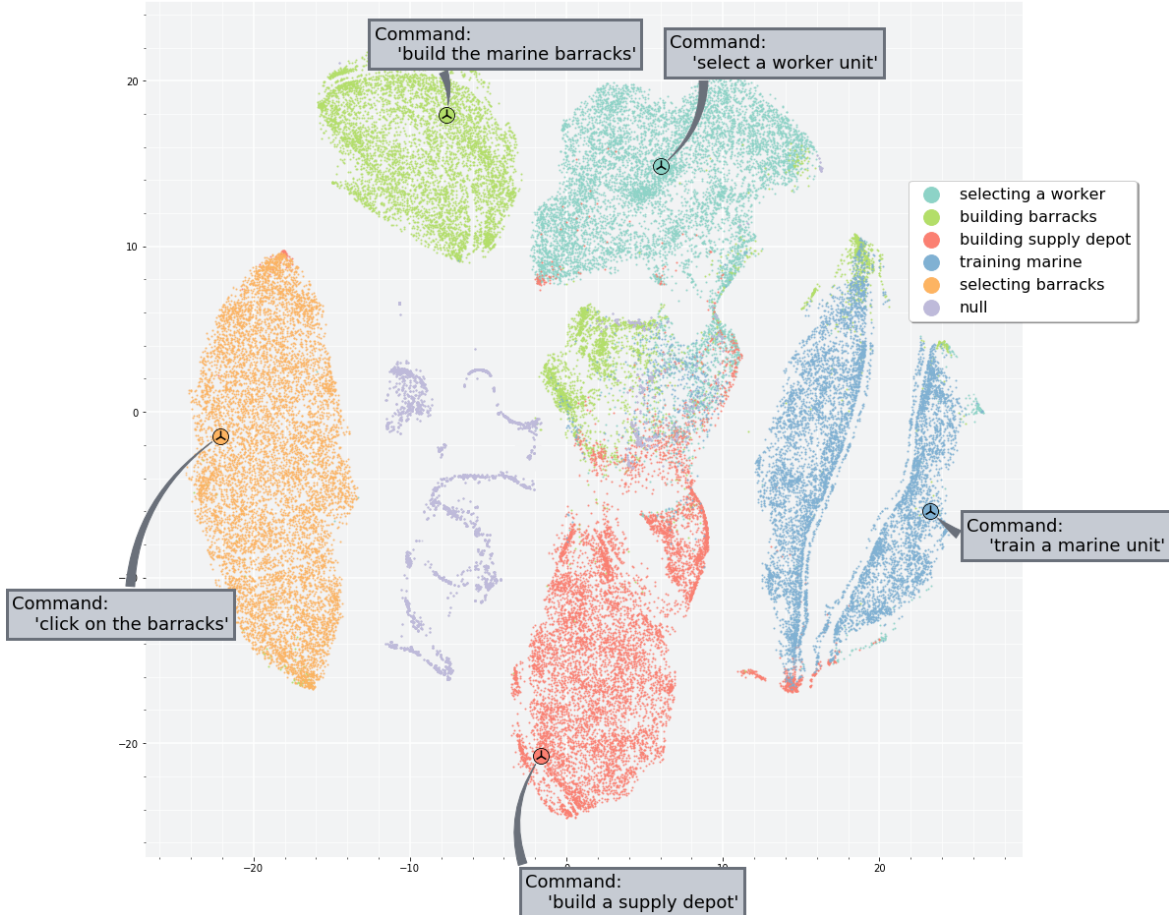 Command:
'build the marine barracks'
Command:
'select a worker unit'
selecting a worker
building barracks
building supply depot
training marine
selecting barracks
null
Command:
'train a marine unit'
Command:
'click on the barracks'
Command:
'build a supply depot'
20
10
0
−20
−20
−10
0
10
20